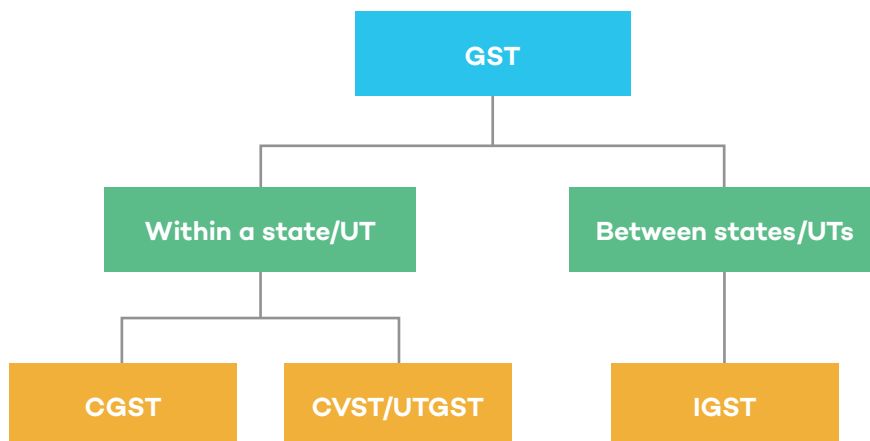 GST
Within a state/UT
Between states/UTs
CGST
CVST/UTGST
IGST